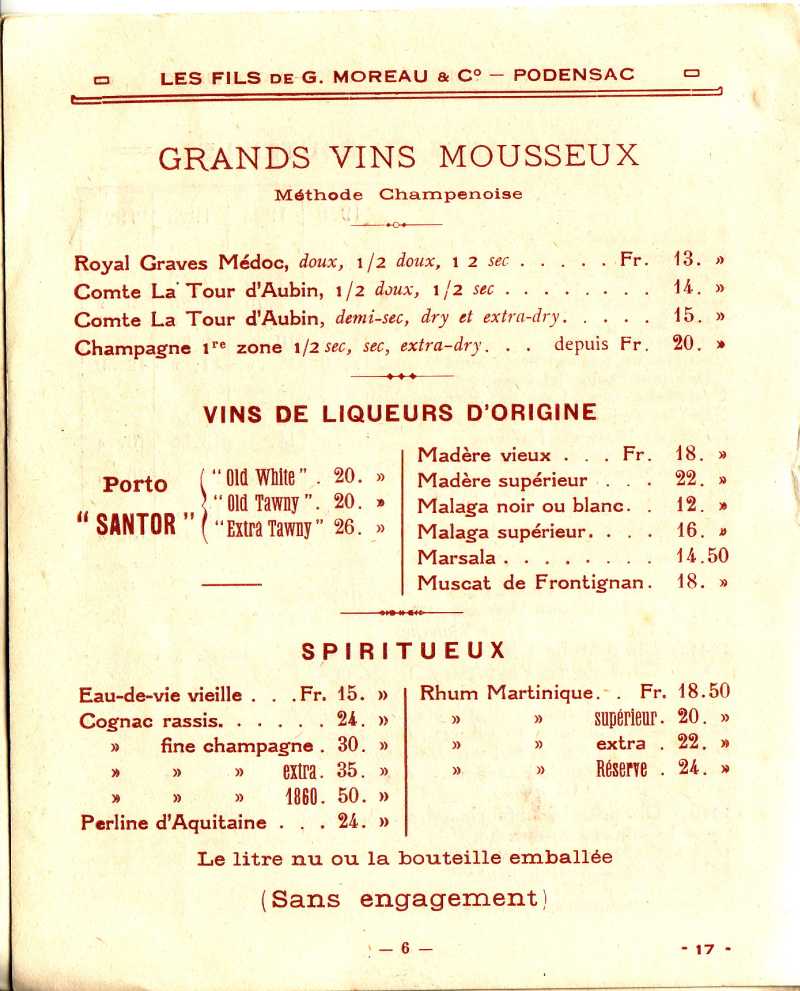 LES FILS DE G. MOREAU & Cº — PODENSAC
GRANDS VINS MOUSSEUX
Méthode Champenoise
Royal Graves Médoc, doux, 1/2 doux, 1 2 sec . . . . . Fr. 13. »
Comte La Tour d'Aubin, 1/2 doux, 1/2 sec . . . . . . . . 14. »
Comte La Tour d'Aubin, demi-sec, dry et extra-dry. . . . . 15. »
Champagne 1re zone 1/2 sec, sec, extra-dry. . . depuis Fr. 20. »
VINS DE LIQUEURS D'ORIGINE
Porto "SANTOR"
"Old White" . 20. »
"Old Tawny". 20. »
"Extra Tawny" 26. »
Madère vieux . . . Fr. 18. »
Madère supérieur . . . 22. »
Malaga noir ou blanc. . 12. »
Malaga supérieur. . . . 16. »
Marsala . . . . . . . . 14.50
Muscat de Frontignan. 18. »
SPIRITUEUX
Eau-de-vie vieille . . .Fr. 15. »
Cognac rassis. . . . . . 24. »
» fine champagne . 30. »
» » » extra. 35. »
» » » 1860. 50. »
Perline d'Aquitaine . . . 24. »
Rhum Martinique. . Fr. 18.50
» » supérieur. 20. »
» » extra . 22. »
» » Réserve . 24. »
Le litre nu ou la bouteille emballée
(Sans engagement)
— 6 —
- 17 -